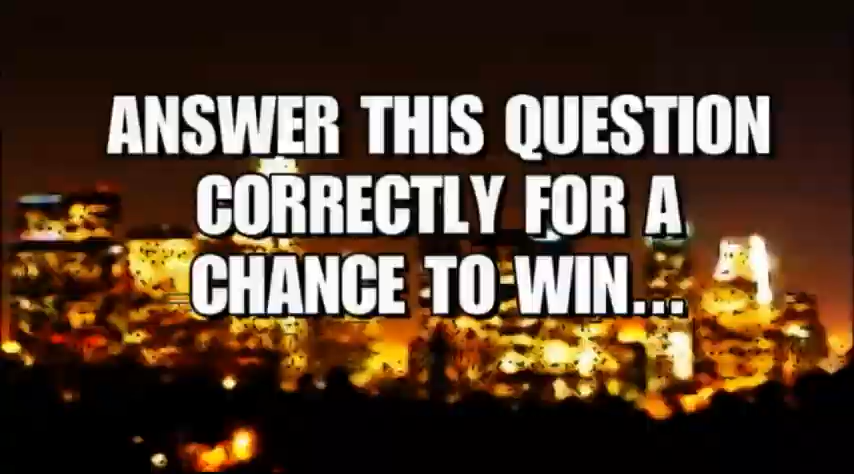 ANSWER THIS QUESTION
CORRECTLY FOR A
CHANCE TO WIN...